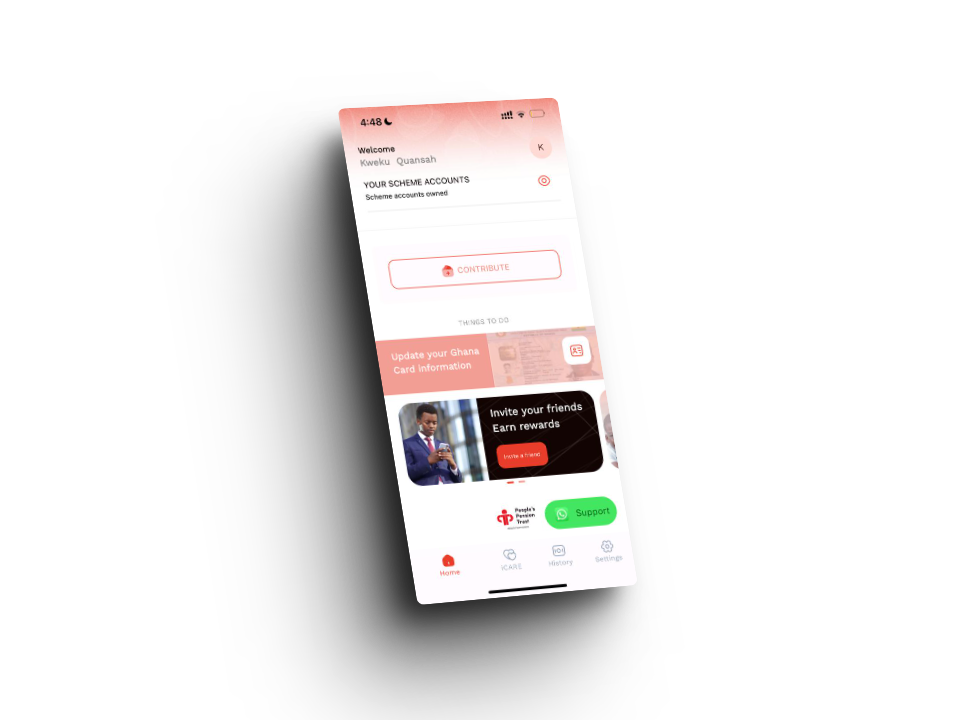 4:48
Welcome
Kweku Quansah
K
YOUR SCHEME ACCOUNTS
Scheme accounts owned
CONTRIBUTE
THINGS TO DO
Update your Ghana
Card information
Invite your friends
Earn rewards
Invite a friend
People's
Pension
Trust
Support
Home
iCARE
History
Settings